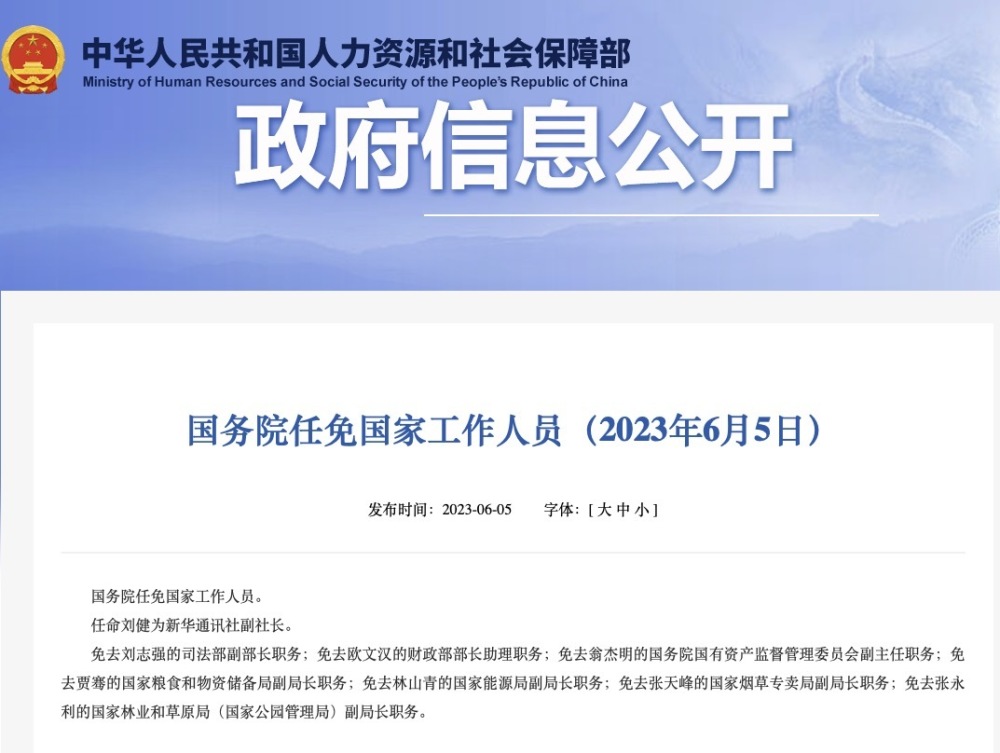 中华人民共和国人力资源和社会保障部
Ministry of Human Resources and Social Security of the People's Republic of China
政府信息公开
国务院任免国家工作人员（2023年6月5日）
发布时间：2023-06-05 字体：[ 大 中 小 ]
国务院任免国家工作人员。
任命刘健为新华通讯社副社长。
免去刘志强的司法部副部长职务；免去欧文汉的财政部部长助理职务；免去翁杰明的国务院国有资产监督管理委员会副主任职务；免
去贾骞的国家粮食和物资储备局副局长职务；免去林山青的国家能源局副局长职务；免去张天峰的国家烟草专卖局副局长职务；免去张永
利的国家林业和草原局（国家公园管理局）副局长职务。